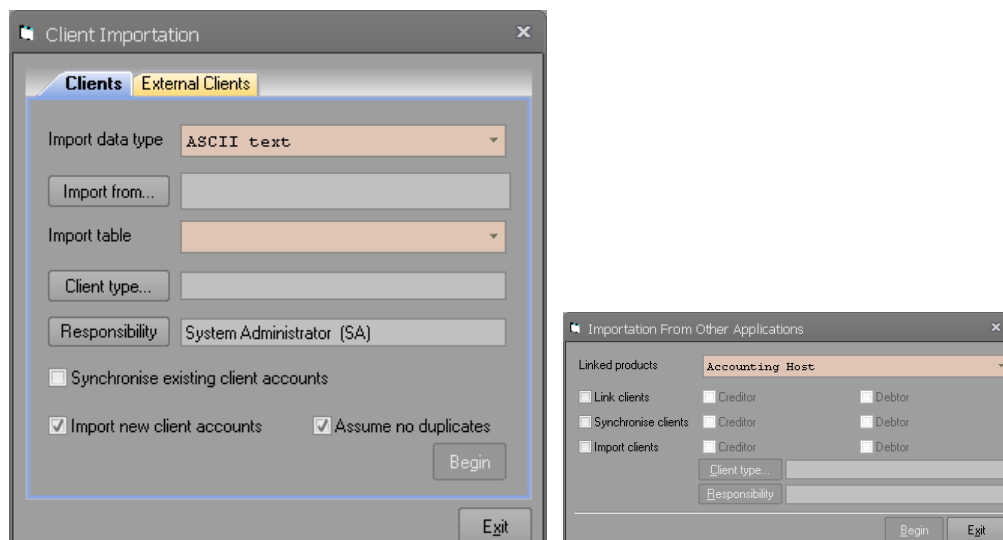 Client Importation
Clients External Clients
Import data type ASCII text
Import from...
Import table
Client type...
Responsibility System Administrator (SA)
Synchronise existing client accounts
Import new client accounts Assume no duplicates
Begin
Exit
Importation From Other Applications
Linked products Accounting Host
Link clients Creditor Debtor
Synchronise clients Creditor Debtor
Import clients Creditor Debtor
Client type...
Responsibility
Begin Exit